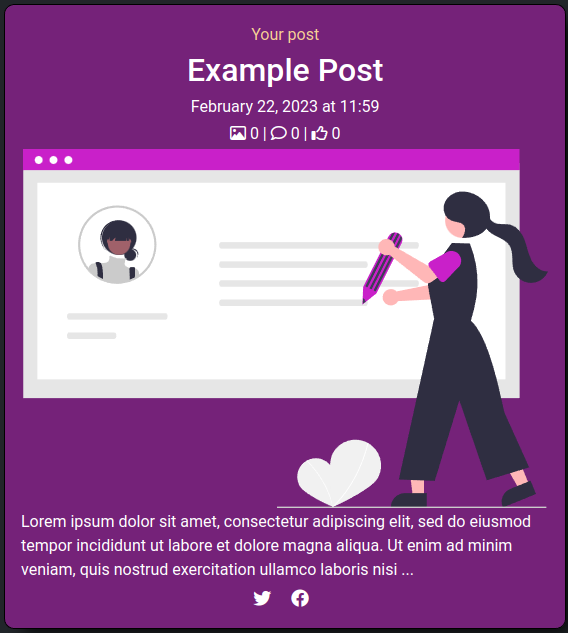 Your post
Example Post
February 22, 2023 at 11:59
0 | 0 | 0
Lorem ipsum dolor sit amet, consectetur adipiscing elit, sed do eiusmod
tempor incididunt ut labore et dolore magna aliqua. Ut enim ad minim
veniam, quis nostrud exercitation ullamco laboris nisi ...